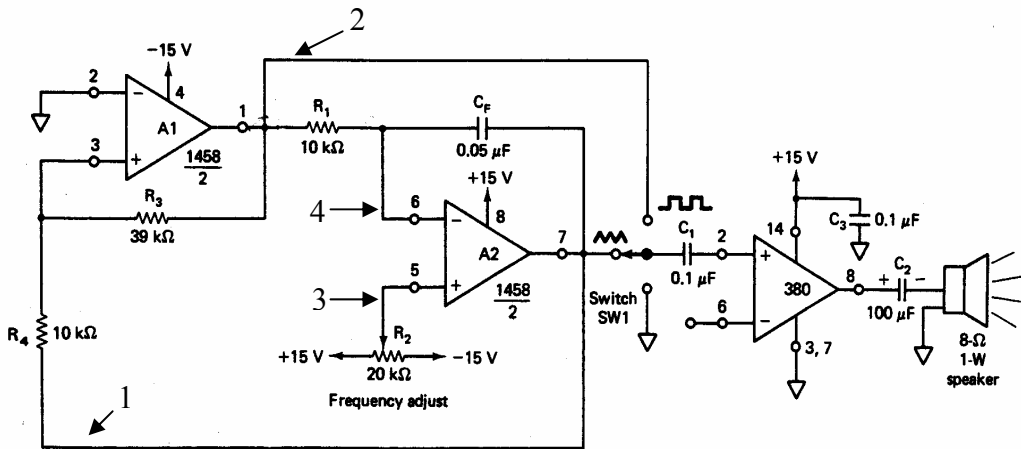 2
−15 V
2
4
−
A1
1
3
+
1458
2
R1
10 kΩ
CF
0.05 μF
R3
39 kΩ
+15 V
4
6
−
8
A2
7
5
+
1458
2
3
R2
+15 V
−15 V
20 kΩ
Frequency adjust
R4
10 kΩ
1
Switch
SW1
C1
0.1 μF
2
+
+15 V
14
C3
0.1 μF
380
8
+
C2
−
100 μF
6
−
3, 7
8-Ω
1-W
speaker